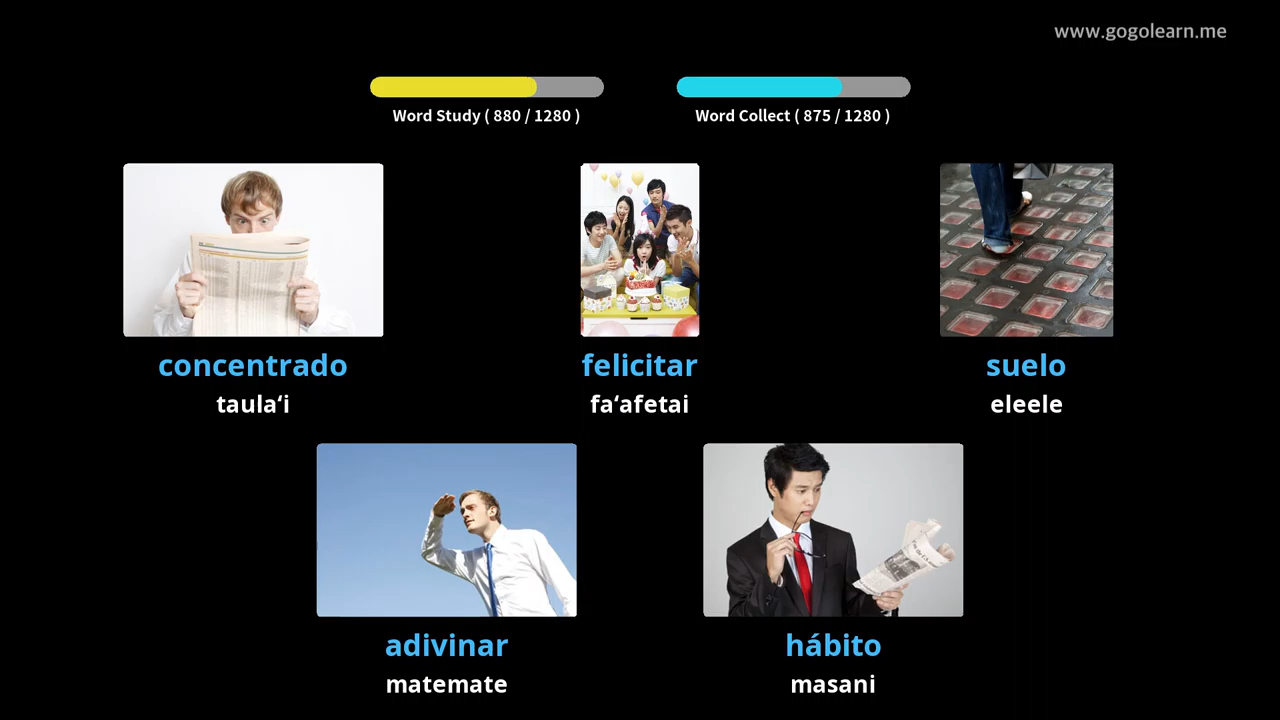 www.gogolearn.me
Word Study ( 880 / 1280 )
Word Collect ( 875 / 1280 )
concentrado
taulaʻi
felicitar
faʻafetai
suelo
eleele
adivinar
matemate
hábito
masani